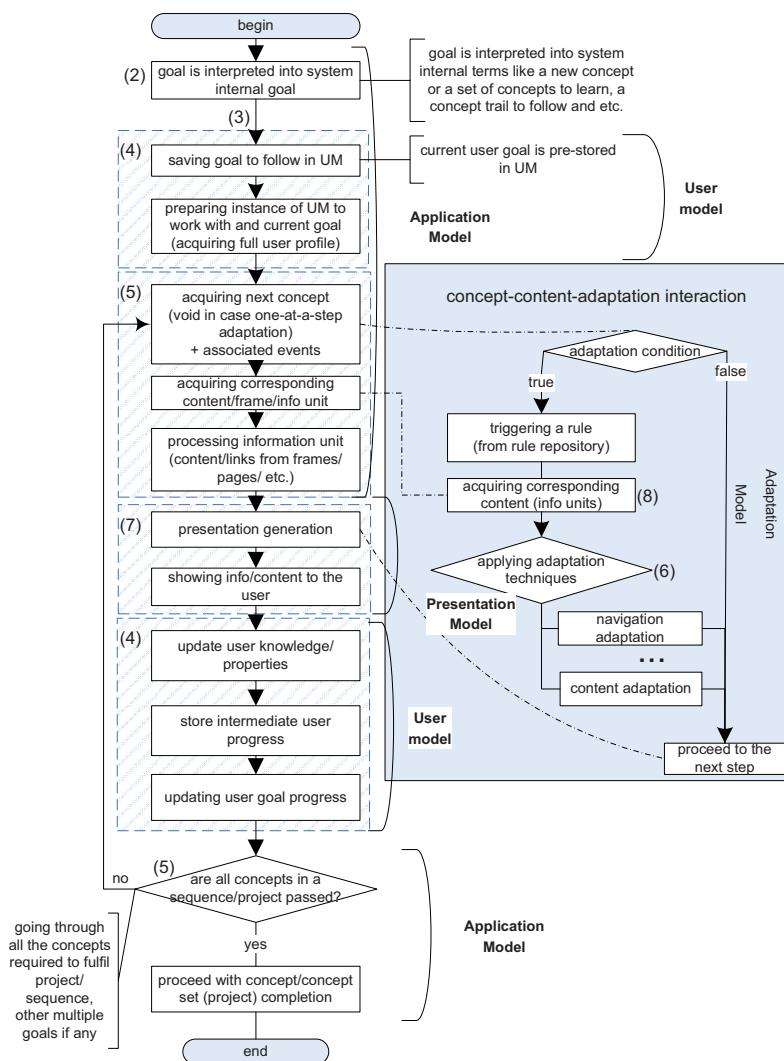 begin
(2)
goal is interpreted into system
internal goal
goal is interpreted into system
internal terms like a new concept
or a set of concepts to learn, a
concept trail to follow and etc.
(3)
(4)
saving goal to follow in UM
current user goal is pre-stored
in UM
User
model
preparing instance of UM to
work with and current goal
(acquiring full user profile)
Application
Model
(5)
acquiring next concept
(void in case one-at-a-step
adaptation)
+ associated events
acquiring corresponding
content/frame/info unit
processing information unit
(content/links from frames/
pages/ etc.)
concept-content-adaptation interaction
adaptation condition
true
false
triggering a rule
(from rule repository)
acquiring corresponding
content (info units)
(8)
Adaptation
Model
applying adaptation
techniques
(6)
navigation
adaptation
...
content adaptation
proceed to the
next step
(7)
presentation generation
showing info/content to the
user
Presentation
Model
(4)
update user knowledge/
properties
store intermediate user
progress
updating user goal progress
User
model
(5)
are all concepts in a
sequence/project passed?
no
yes
going through
all the concepts
required to fulfil
project/
sequence,
other multiple
goals if any
Application
Model
proceed with concept/concept
set (project) completion
end